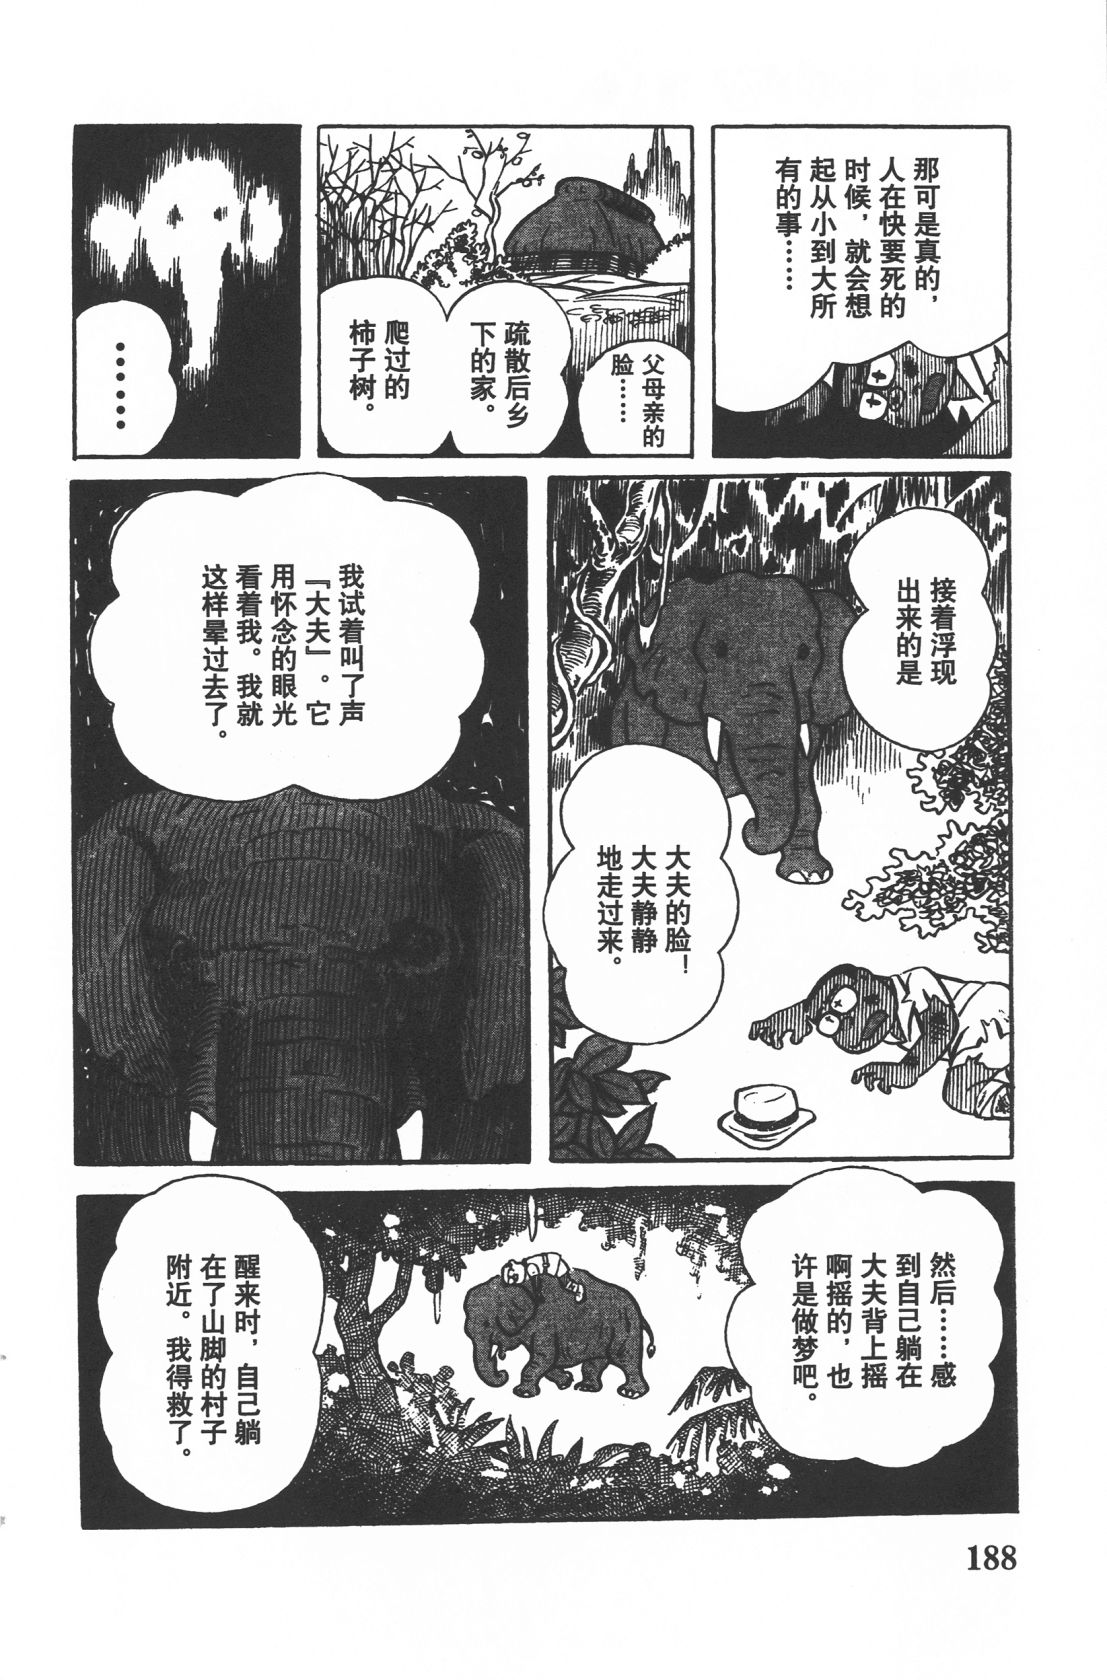 那可是真的，
人在快要死的
时候，就会想
起从小到大所
有的事……
父母亲的
脸……
疏散后乡
下的家。
爬过的
柿子树。
……
接着浮现
出来的是
大夫的脸！
大夫静静
地走过来。
我试着叫了声
『大夫』。它
用怀念的眼光
看着我。我就
这样晕过去了。
然后……感
到自己躺在
大夫背上摇
啊摇的，也
许是做梦吧。
醒来时，自己躺
在了山脚的村子
附近。我得救了。
188